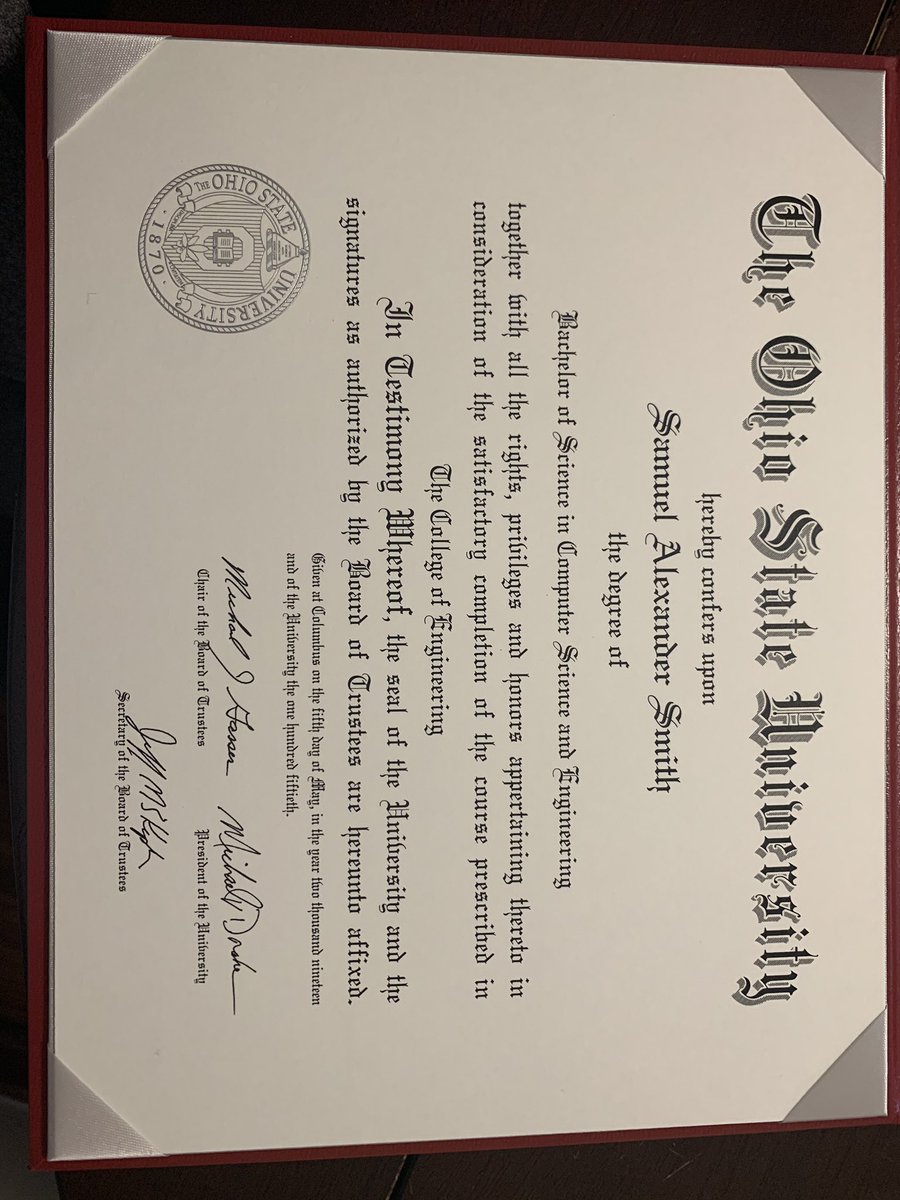 The Ohio State University
hereby confers upon
Samuel Alexander Smith
the degree of
Bachelor of Science in Computer Science and Engineering
together with all the rights, privileges and honors appertaining thereto in
consideration of the satisfactory completion of the course prescribed in
The College of Engineering
In Testimony Whereof, the seal of the University and the
signatures as authorized by the Board of Trustees are hereunto affixed.
Given at Columbus on the fifth day of May, in the year two thousand nineteen
and of the University the one hundred fiftieth.
THE OHIO STATE UNIVERSITY
· 1870 ·
Michael J Gasser
Chair of the Board of Trustees
Michael V Drake
President of the University
Secretary of the Board of Trustees